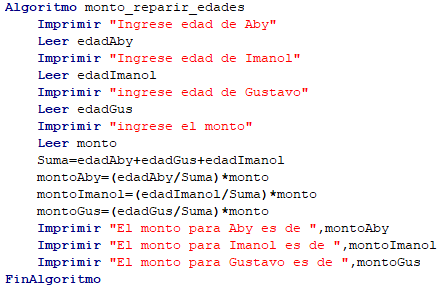 Algoritmo monto_reparir_edades
Imprimir "Ingrese edad de Aby"
Leer edadAby
Imprimir "Ingrese edad de Imanol"
Leer edadImanol
Imprimir "ingrese edad de Gustavo"
Leer edadGus
Imprimir "ingrese el monto"
Leer monto
Suma=edadAby+edadGus+edadImanol
montoAby=(edadAby/Suma)*monto
montoImanol=(edadImanol/Suma)*monto
montoGus=(edadGus/Suma)*monto
Imprimir "El monto para Aby es de ",montoAby
Imprimir "El monto para Imanol es de ",montoImanol
Imprimir "El monto para Gustavo es de ",montoGus
FinAlgoritmo